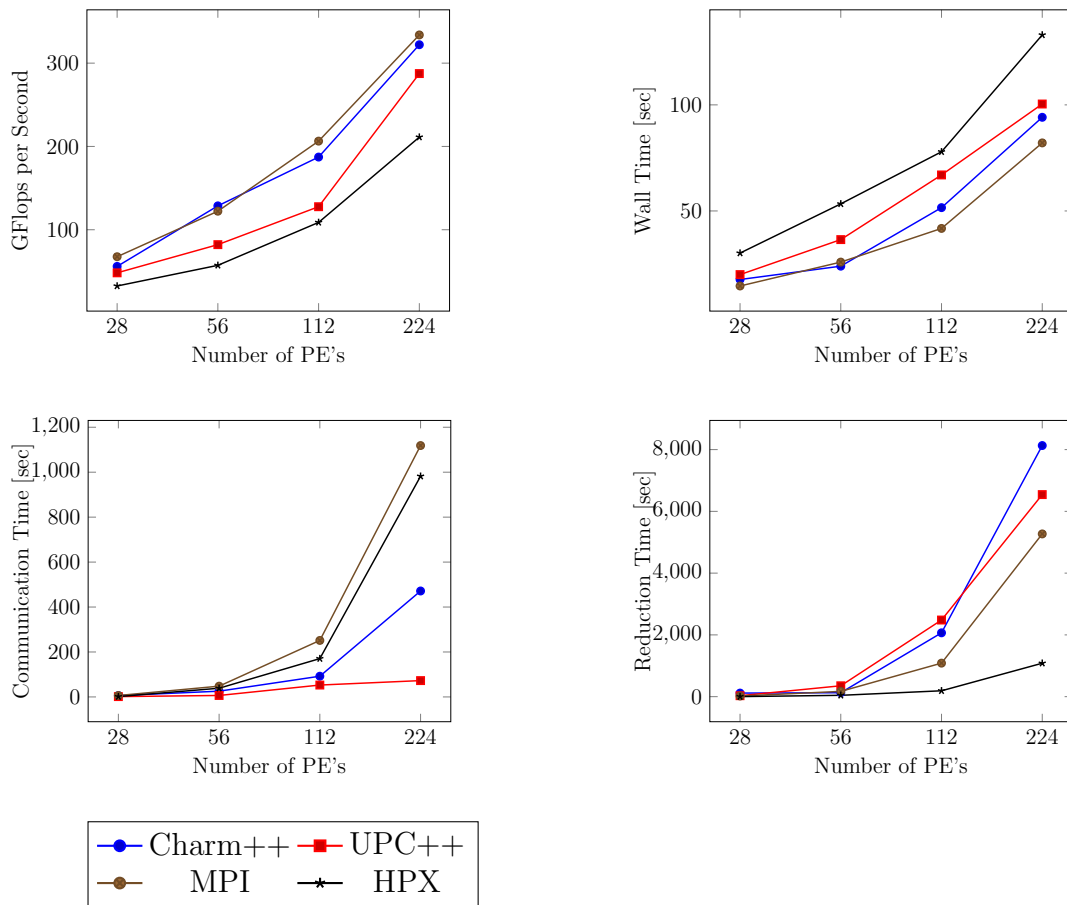 300
200
100
GFlops per Second
28 56 112 224
Number of PE's
100
50
Wall Time [sec]
28 56 112 224
Number of PE's
1,200
1,000
800
600
400
200
0
Communication Time [sec]
28 56 112 224
Number of PE's
8,000
6,000
4,000
2,000
0
Reduction Time [sec]
28 56 112 224
Number of PE's
Charm++ UPC++
MPI HPX